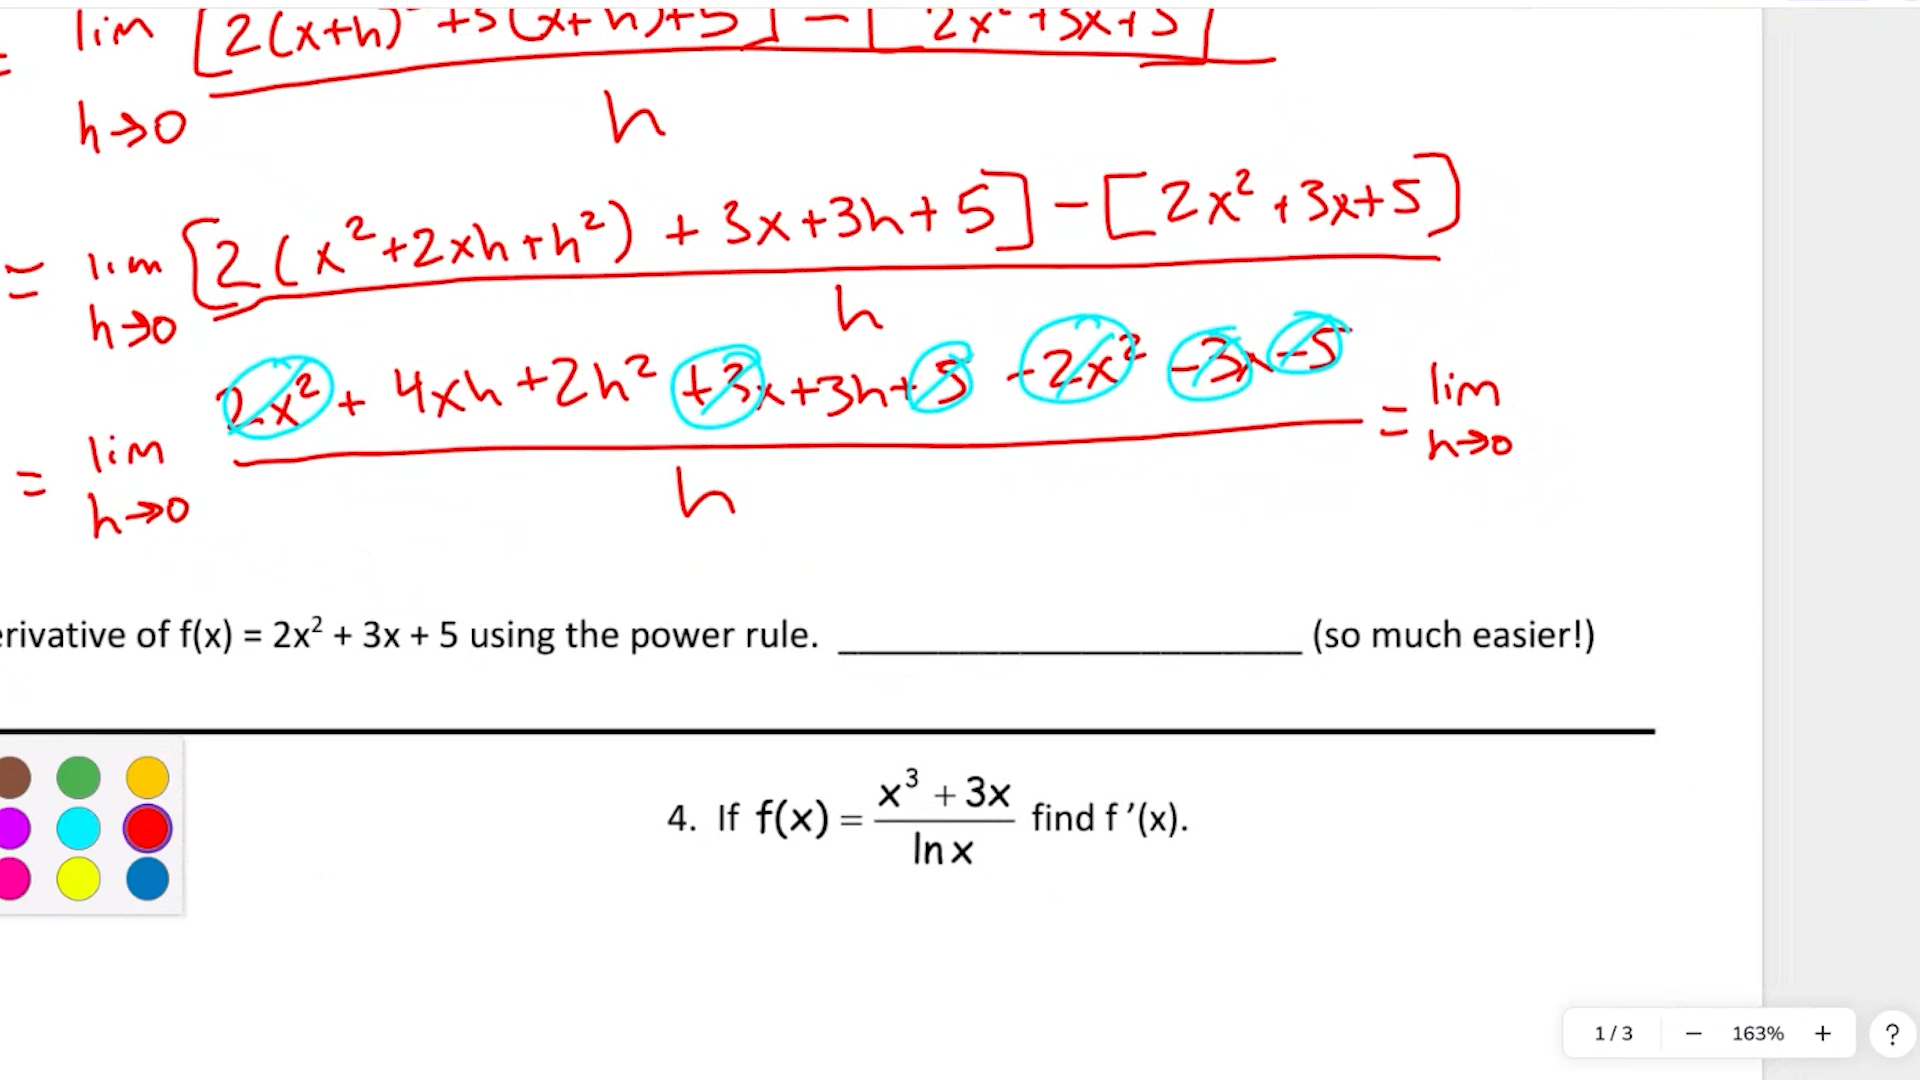 = lim [2(x+h)² +3(x+h)+5] - [2x²+3x+5]
h→0 h
= lim [2(x²+2xh+h²) + 3x+3h+5] - [2x²+3x+5]
h→0 h
= lim 2x² + 4xh +2h² +3x +3h+5 -2x² -3x -5 = lim
h→0 h h→0
erivative of f(x) = 2x² + 3x + 5 using the power rule. ______________________ (so much easier!)
4. If f(x) = (x³ + 3x)/(ln x) find f ′(x).
1 / 3 − 163% + ?